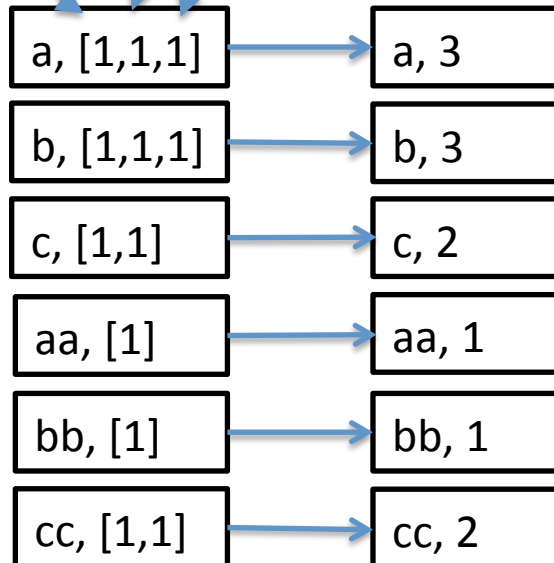 a, [1,1,1] a, 3
b, [1,1,1] b, 3
c, [1,1] c, 2
aa, [1] aa, 1
bb, [1] bb, 1
cc, [1,1] cc, 2